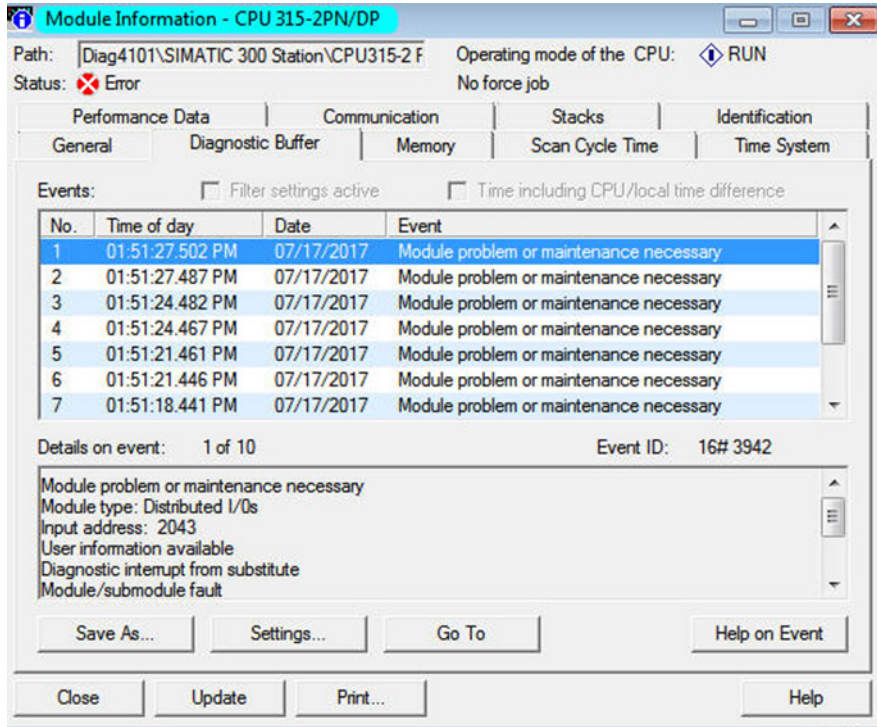 Module Information - CPU 315-2PN/DP
Path: Diag4101\SIMATIC 300 Station\CPU315-2 F Operating mode of the CPU: RUN
Status: Error No force job
Performance Data Communication Stacks Identification
General Diagnostic Buffer Memory Scan Cycle Time Time System
Events: Filter settings active Time including CPU/local time difference
No. Time of day Date Event
1 01:51:27.502 PM 07/17/2017 Module problem or maintenance necessary
2 01:51:27.487 PM 07/17/2017 Module problem or maintenance necessary
3 01:51:24.482 PM 07/17/2017 Module problem or maintenance necessary
4 01:51:24.467 PM 07/17/2017 Module problem or maintenance necessary
5 01:51:21.461 PM 07/17/2017 Module problem or maintenance necessary
6 01:51:21.446 PM 07/17/2017 Module problem or maintenance necessary
7 01:51:18.441 PM 07/17/2017 Module problem or maintenance necessary
Details on event: 1 of 10 Event ID: 16# 3942
Module problem or maintenance necessary
Module type: Distributed I/0s
Input address: 2043
User information available
Diagnostic interrupt from substitute
Module/submodule fault
Save As... Settings... Go To Help on Event
Close Update Print... Help